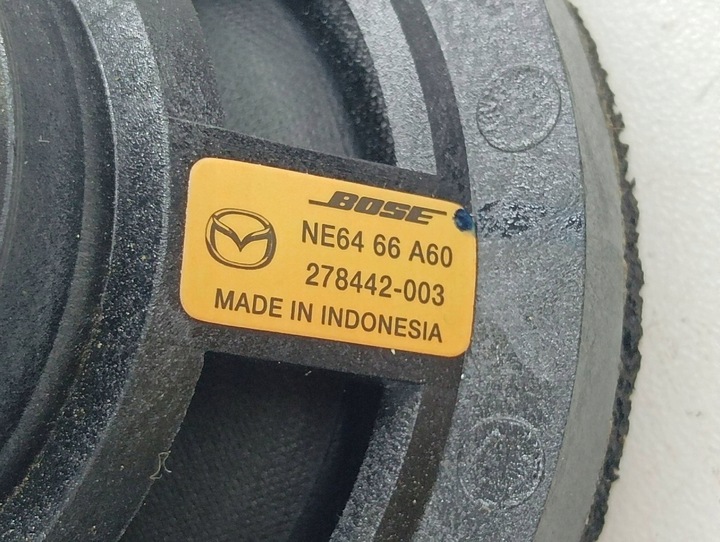 BOSE
NE64 66 A60
278442-003
MADE IN INDONESIA